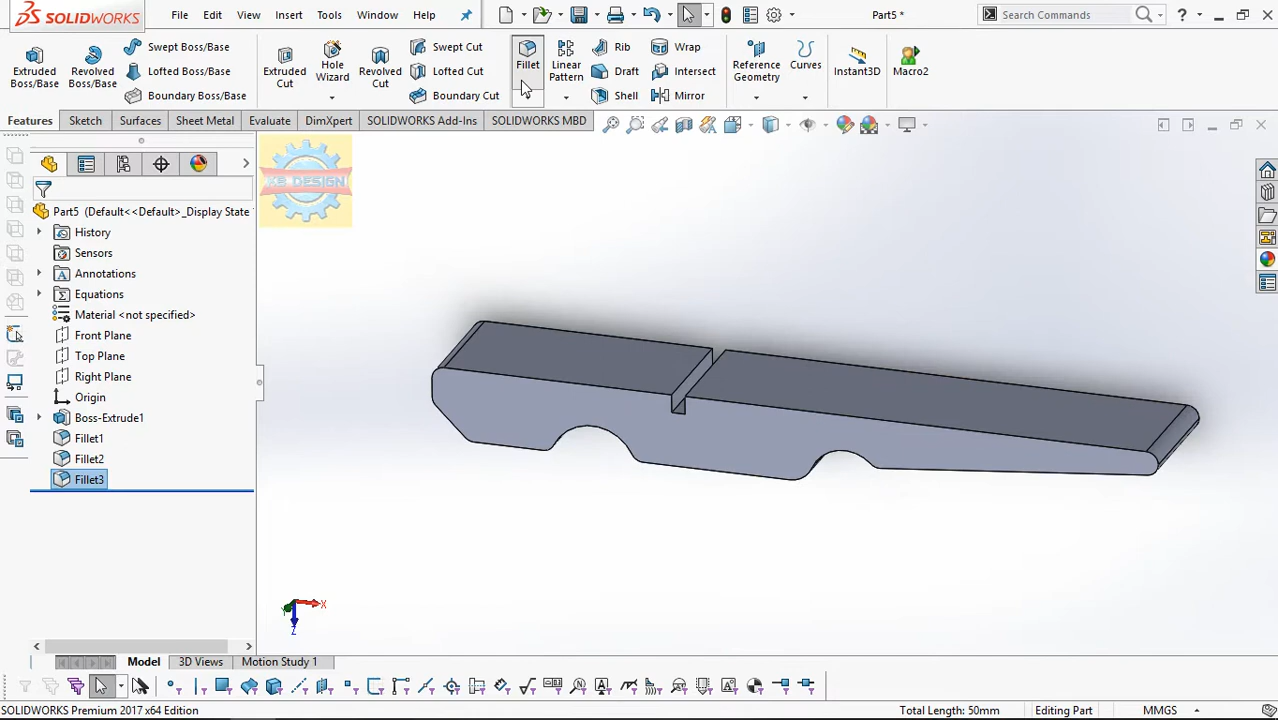 SOLIDWORKS File Edit View Insert Tools Window Help Part5 * Search Commands ?
Extruded Boss/Base
Revolved Boss/Base
Swept Boss/Base
Lofted Boss/Base
Boundary Boss/Base
Extruded Cut
Hole Wizard
Revolved Cut
Swept Cut
Lofted Cut
Boundary Cut
Fillet
Linear Pattern
Rib
Draft
Shell
Wrap
Intersect
Mirror
Reference Geometry
Curves
Instant3D
Macro2
Features Sketch Surfaces Sheet Metal Evaluate DimXpert SOLIDWORKS Add-Ins SOLIDWORKS MBD
KS DESIGN
Part5 (Default<<Default>_Display State
History
Sensors
Annotations
Equations
Material <not specified>
Front Plane
Top Plane
Right Plane
Origin
Boss-Extrude1
Fillet1
Fillet2
Fillet3
X
Y
Z
Model 3D Views Motion Study 1
SOLIDWORKS Premium 2017 x64 Edition Total Length: 50mm Editing Part MMGS